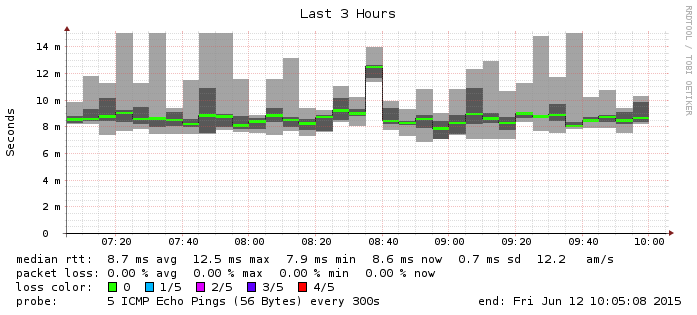 Last 3 Hours
RRDTOOL / TOBI OETIKER
Seconds
14 m
12 m
10 m
8 m
6 m
4 m
2 m
0
07:20 07:40 08:00 08:20 08:40 09:00 09:20 09:40 10:00
median rtt: 8.7 ms avg 12.5 ms max 7.9 ms min 8.6 ms now 0.7 ms sd 12.2 am/s
packet loss: 0.00 % avg 0.00 % max 0.00 % min 0.00 % now
loss color: 0 1/5 2/5 3/5 4/5
probe: 5 ICMP Echo Pings (56 Bytes) every 300s end: Fri Jun 12 10:05:08 2015